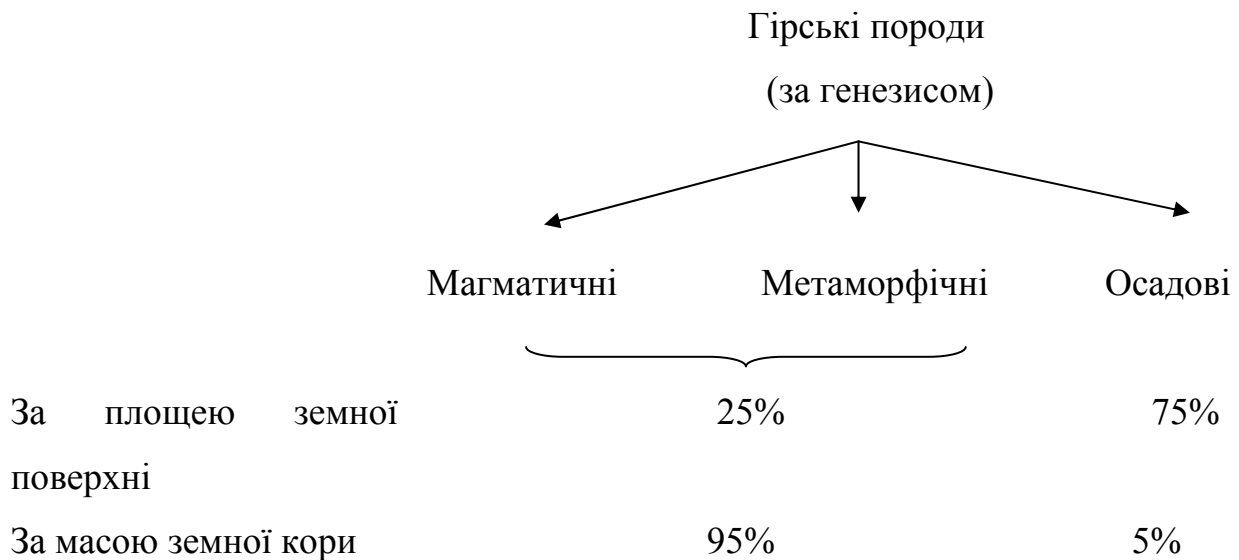 Гірські породи
(за генезисом)
Магматичні Метаморфічні Осадові
За площею земної 25% 75%
поверхні
За масою земної кори 95% 5%